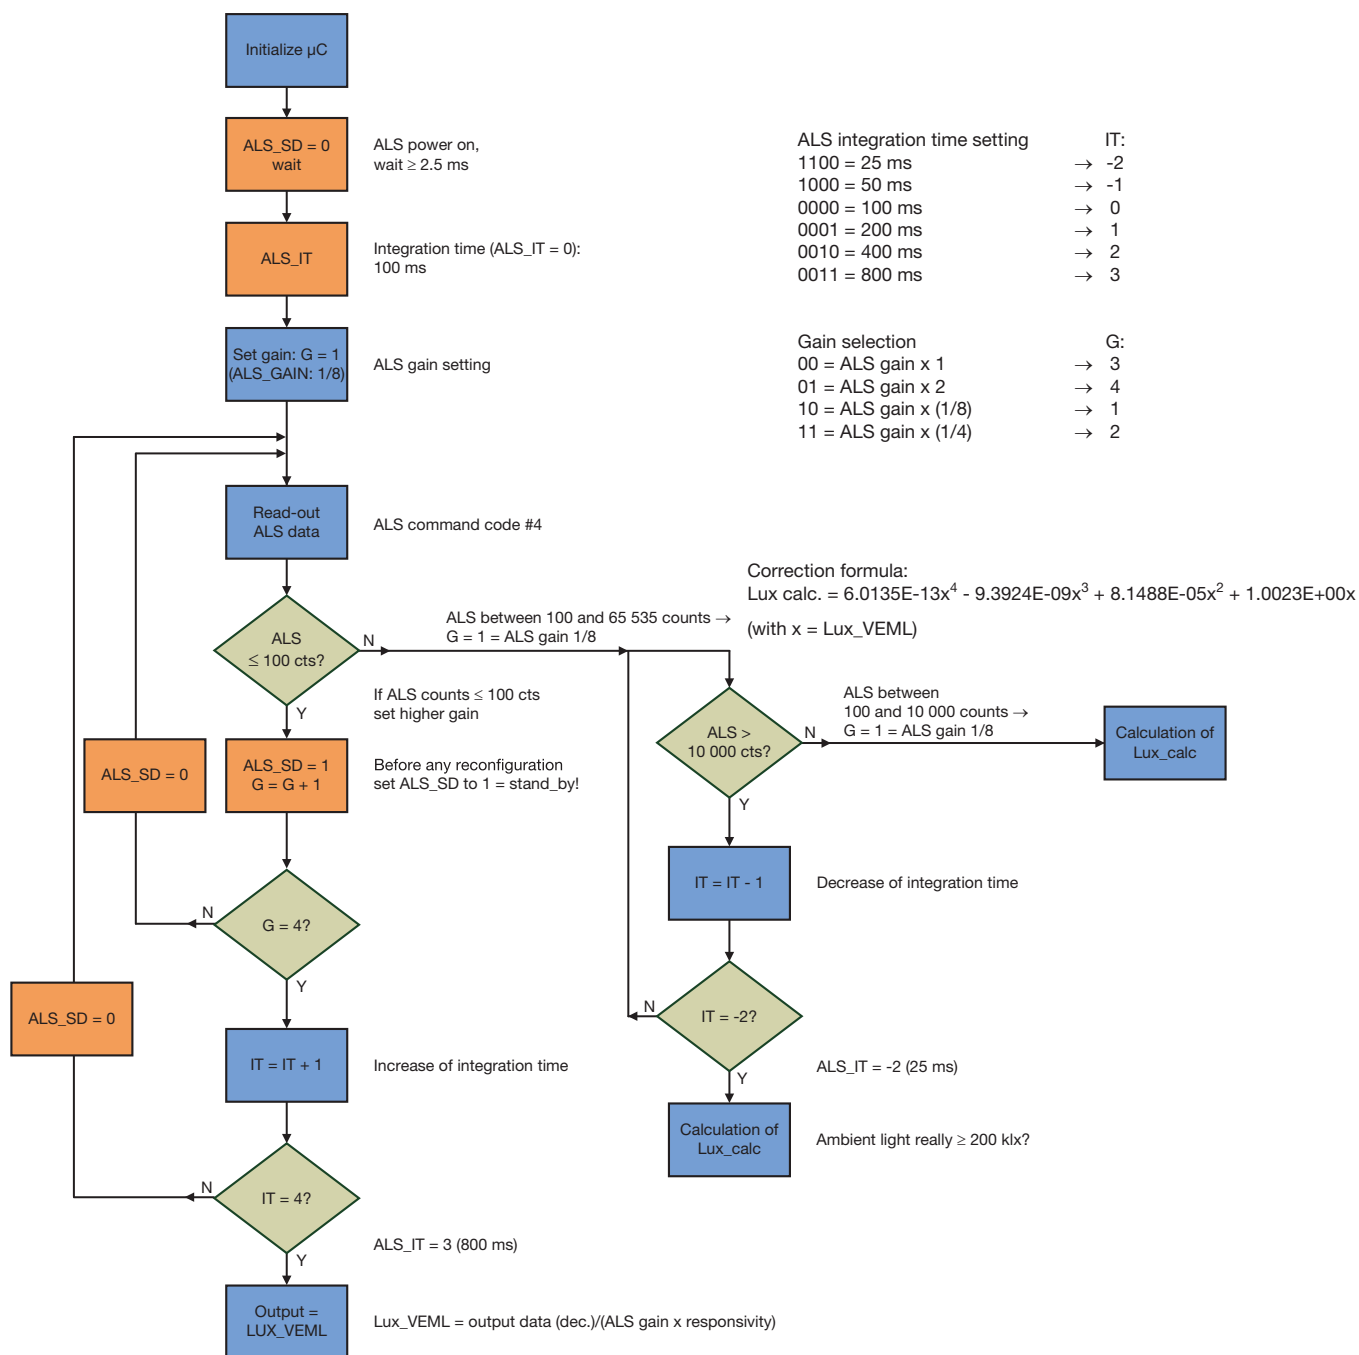 Initialize µC
ALS_SD = 0
wait
ALS power on,
wait ≥ 2.5 ms
ALS_IT
Integration time (ALS_IT = 0):
100 ms
Set gain: G = 1
(ALS_GAIN: 1/8)
ALS gain setting
ALS integration time setting IT:
1100 = 25 ms → -2
1000 = 50 ms → -1
0000 = 100 ms → 0
0001 = 200 ms → 1
0010 = 400 ms → 2
0011 = 800 ms → 3
Gain selection G:
00 = ALS gain x 1 → 3
01 = ALS gain x 2 → 4
10 = ALS gain x (1/8) → 1
11 = ALS gain x (1/4) → 2
Read-out
ALS data
ALS command code #4
Correction formula:
Lux calc. = 6.0135E-13x⁴ - 9.3924E-09x³ + 8.1488E-05x² + 1.0023E+00x
(with x = Lux_VEML)
ALS
≤ 100 cts?
N
ALS between 100 and 65 535 counts →
G = 1 = ALS gain 1/8
Y
If ALS counts ≤ 100 cts
set higher gain
ALS >
10 000 cts?
N
ALS between
100 and 10 000 counts →
G = 1 = ALS gain 1/8
Calculation of
Lux_calc
Y
ALS_SD = 0
ALS_SD = 1
G = G + 1
Before any reconfiguration
set ALS_SD to 1 = stand_by!
IT = IT - 1
Decrease of integration time
N
G = 4?
Y
ALS_SD = 0
N
IT = -2?
Y
ALS_IT = -2 (25 ms)
IT = IT + 1
Increase of integration time
Calculation of
Lux_calc
Ambient light really ≥ 200 klx?
N
IT = 4?
Y
ALS_IT = 3 (800 ms)
Output =
LUX_VEML
Lux_VEML = output data (dec.)/(ALS gain x responsivity)